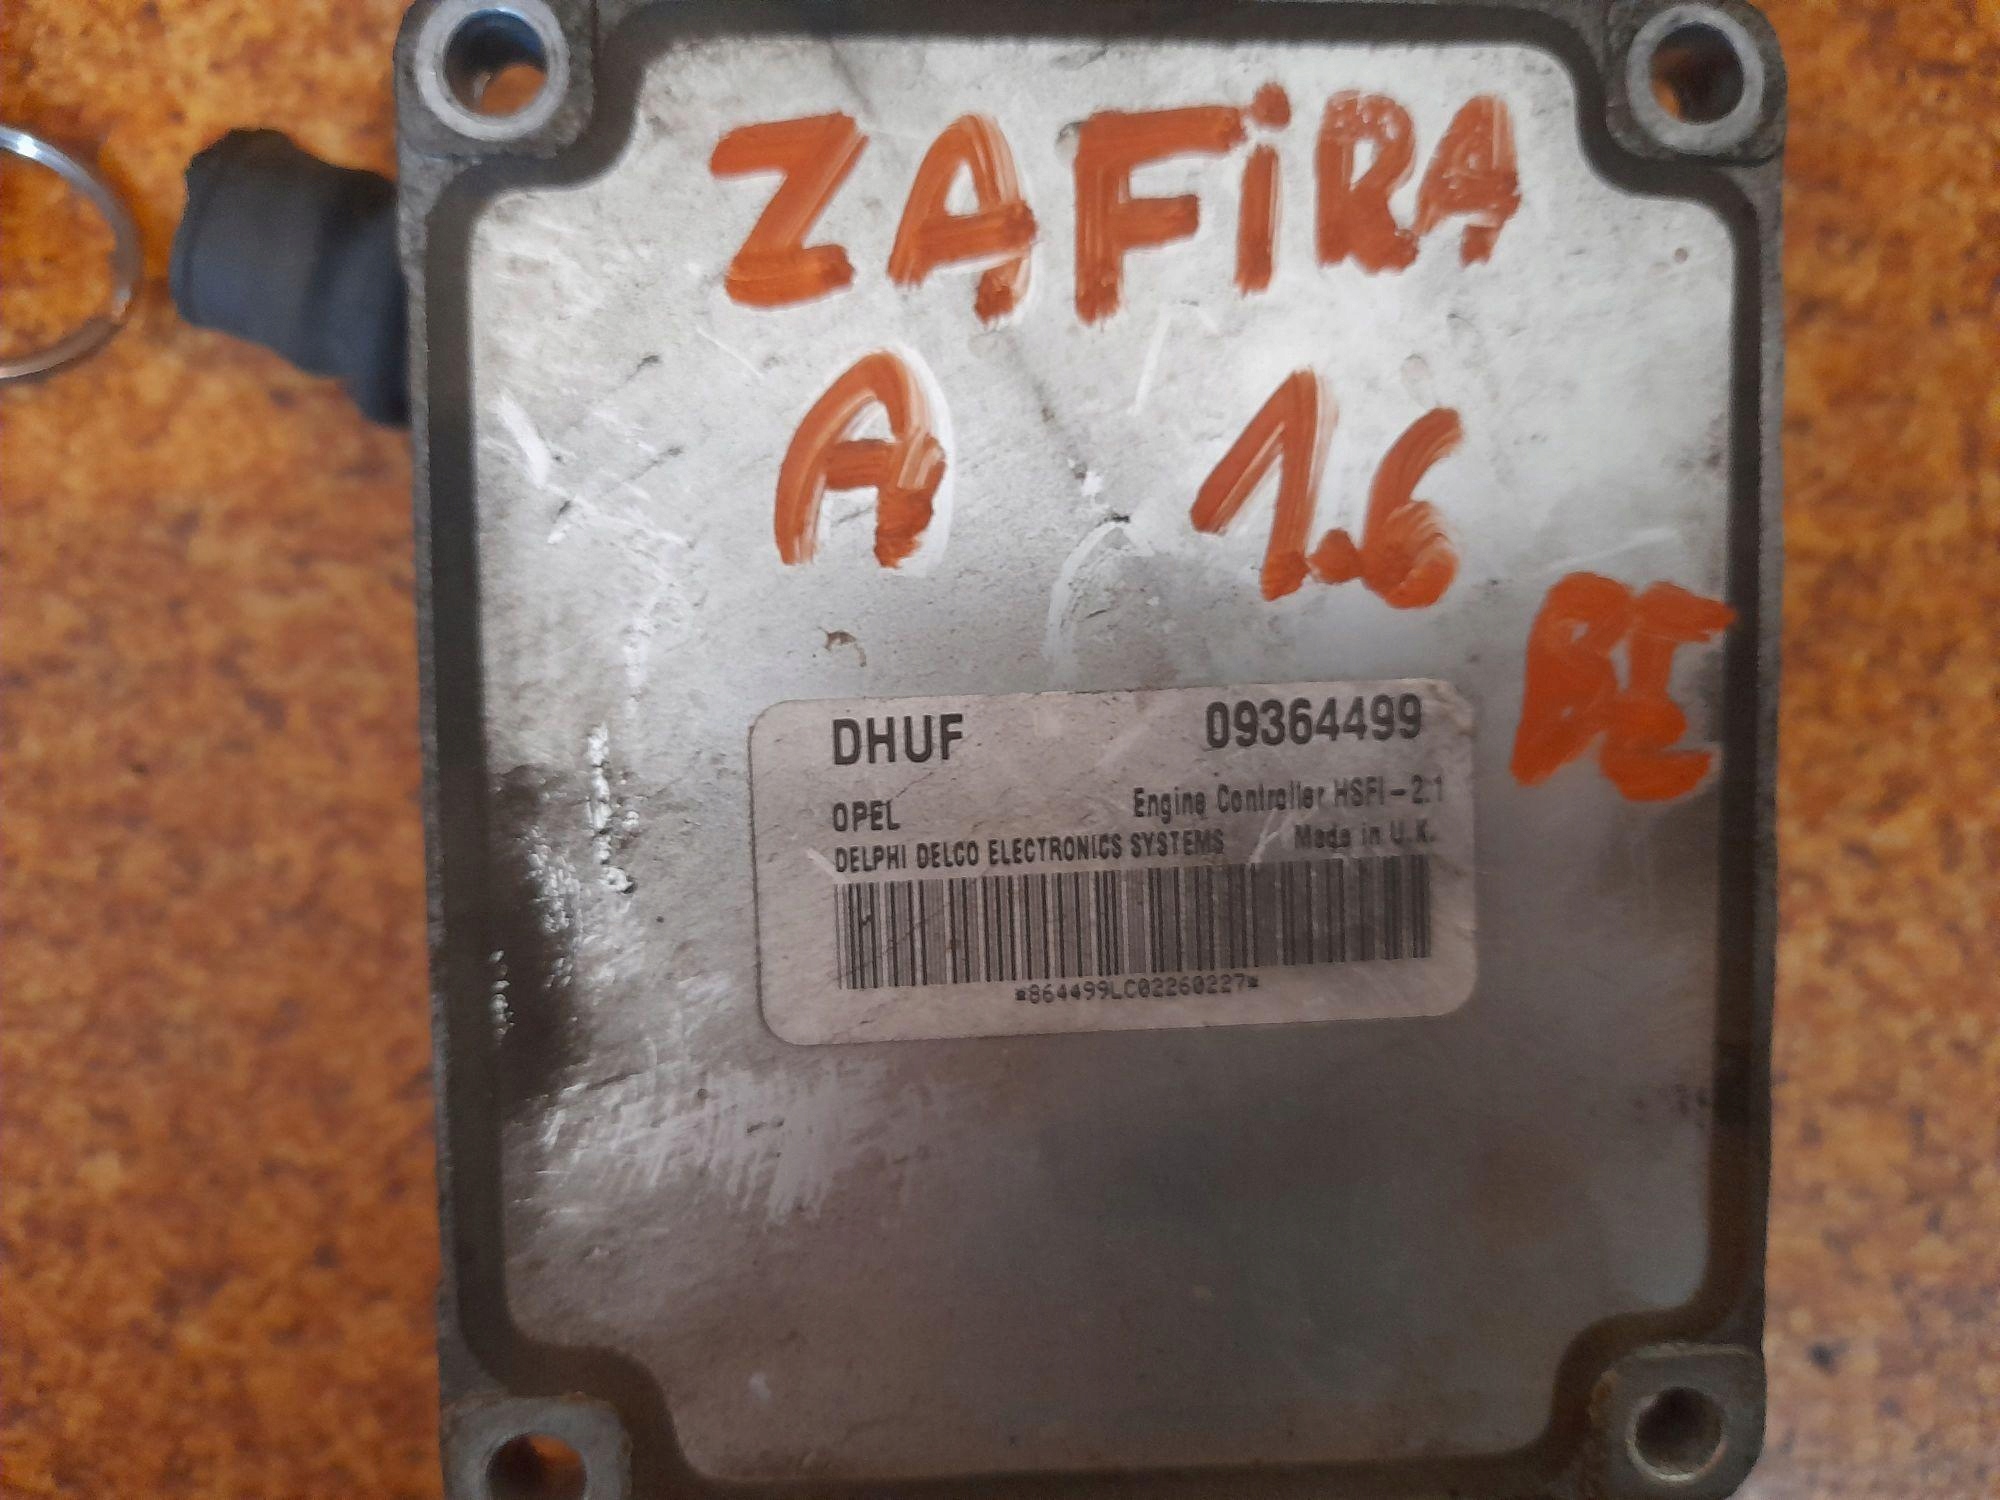 ZAFiRA
A 1.6
BE
DHUF 09364499
OPEL Engine Controller HSFI-2.1
DELPHI DELCO ELECTRONICS SYSTEMS Made in U.K.
*864499LC02260227*